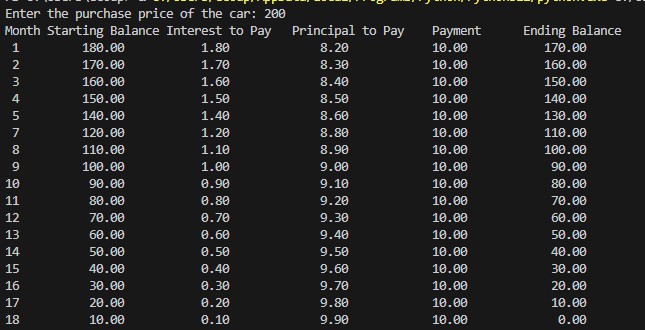 Enter the purchase price of the car: 200
Month Starting Balance Interest to Pay Principal to Pay Payment Ending Balance
1 180.00 1.80 8.20 10.00 170.00
2 170.00 1.70 8.30 10.00 160.00
3 160.00 1.60 8.40 10.00 150.00
4 150.00 1.50 8.50 10.00 140.00
5 140.00 1.40 8.60 10.00 130.00
7 120.00 1.20 8.80 10.00 110.00
8 110.00 1.10 8.90 10.00 100.00
9 100.00 1.00 9.00 10.00 90.00
10 90.00 0.90 9.10 10.00 80.00
11 80.00 0.80 9.20 10.00 70.00
12 70.00 0.70 9.30 10.00 60.00
13 60.00 0.60 9.40 10.00 50.00
14 50.00 0.50 9.50 10.00 40.00
15 40.00 0.40 9.60 10.00 30.00
16 30.00 0.30 9.70 10.00 20.00
17 20.00 0.20 9.80 10.00 10.00
18 10.00 0.10 9.90 10.00 0.00